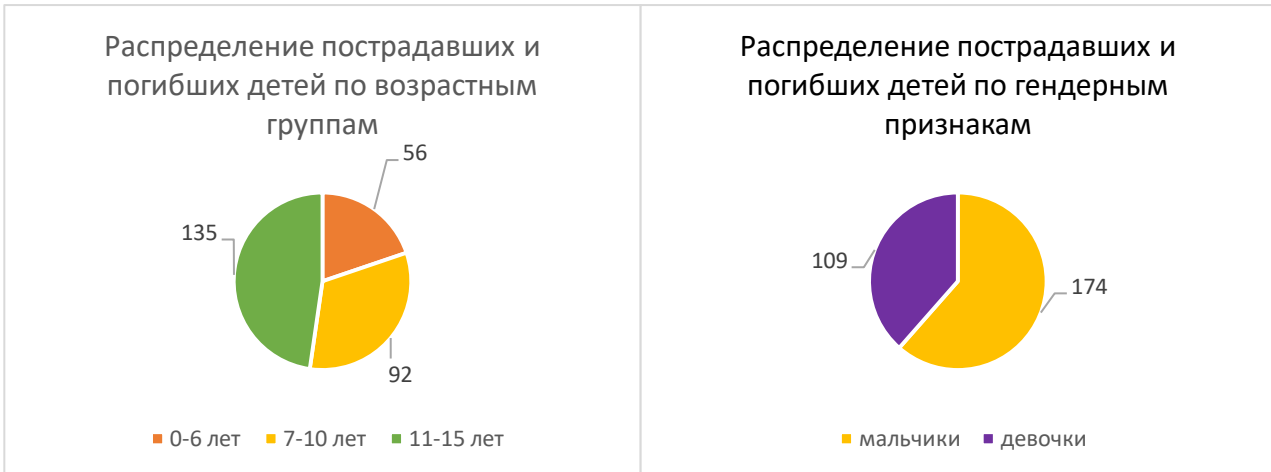 Распределение пострадавших и
погибших детей по возрастным
группам
56
135
92
0-6 лет 7-10 лет 11-15 лет
Распределение пострадавших и
погибших детей по гендерным
признакам
109
174
мальчики девочки